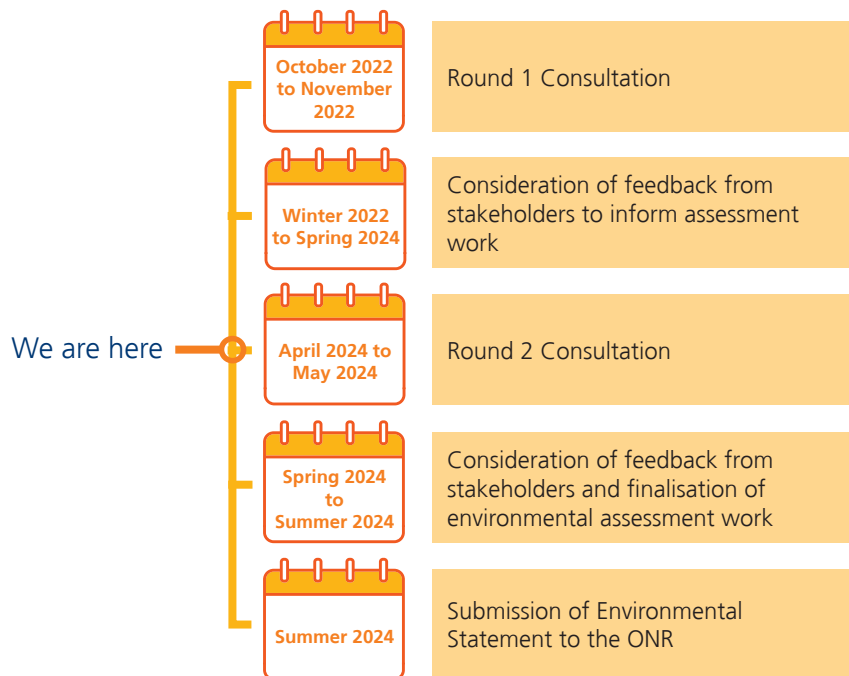 October 2022
to November
2022
Round 1 Consultation
Winter 2022
to Spring 2024
Consideration of feedback from
stakeholders to inform assessment
work
We are here
April 2024 to
May 2024
Round 2 Consultation
Spring 2024
to
Summer 2024
Consideration of feedback from
stakeholders and finalisation of
environmental assessment work
Summer 2024
Submission of Environmental
Statement to the ONR